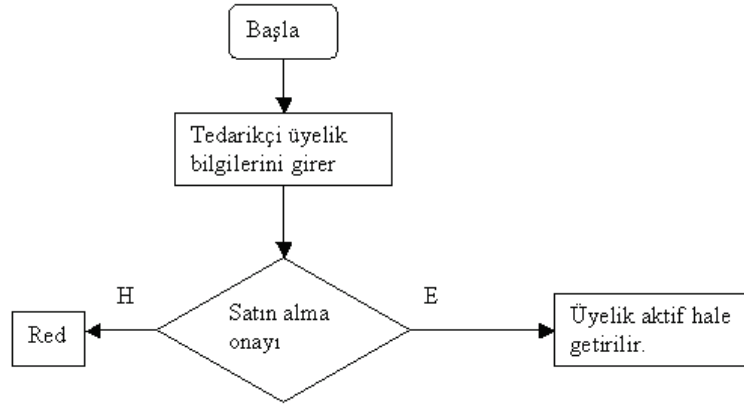 Başla
Tedarikçi üyelik
bilgilerini girer
H
E
Satın alma
onayı
Red
Üyelik aktif hale
getirilir.